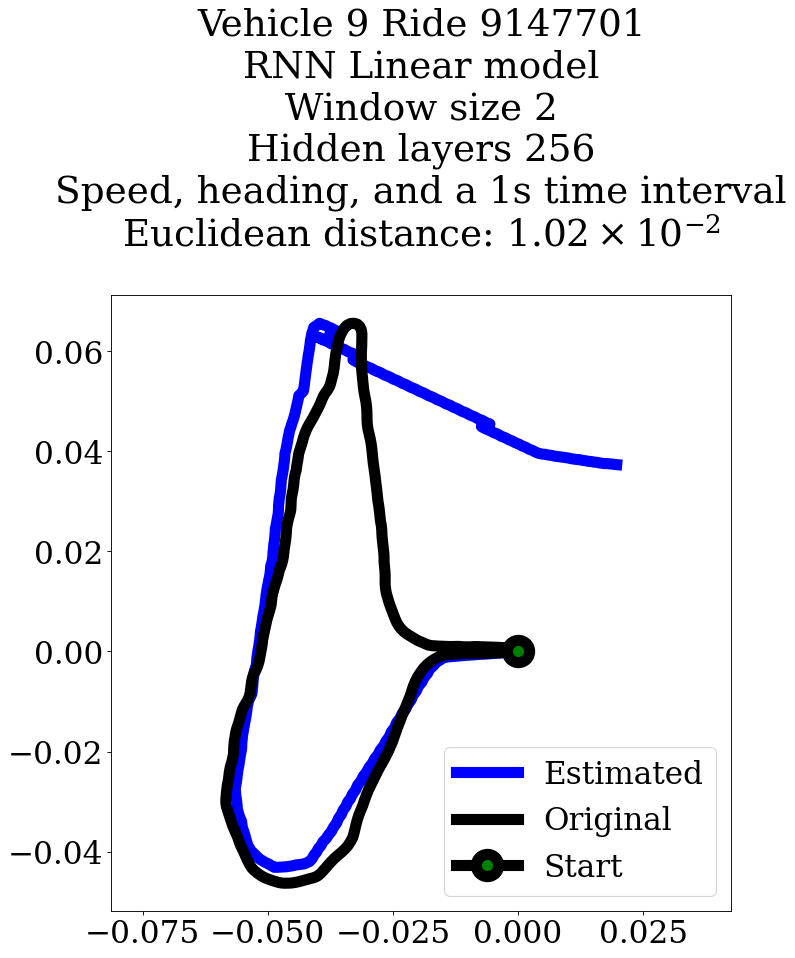 Vehicle 9 Ride 9147701
RNN Linear model
Window size 2
Hidden layers 256
Speed, heading, and a 1s time interval
Euclidean distance: 1.02 × 10⁻²
0.06
0.04
0.02
0.00
−0.02
−0.04
Estimated
Original
Start
−0.075 −0.050 −0.025 0.000 0.025